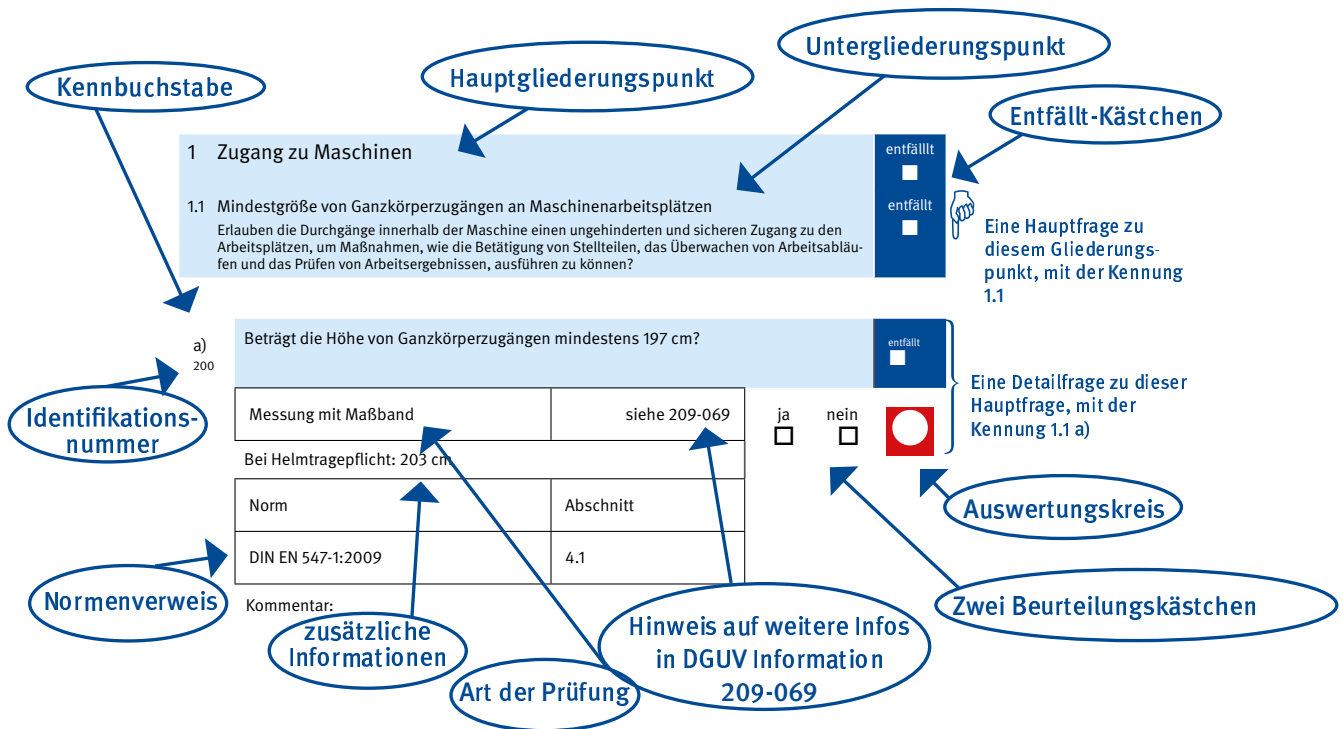 Untergliederungspunkt
Hauptgliederungspunkt
Kennbuchstabe
Entfällt-Kästchen
1 Zugang zu Maschinen
entfälllt
1.1 Mindestgröße von Ganzkörperzugängen an Maschinenarbeitsplätzen
entfällt
Erlauben die Durchgänge innerhalb der Maschine einen ungehinderten und sicheren Zugang zu den
Arbeitsplätzen, um Maßnahmen, wie die Betätigung von Stellteilen, das Überwachen von Arbeitsabläu-
fen und das Prüfen von Arbeitsergebnissen, ausführen zu können?
Eine Hauptfrage zu
diesem Gliederungs-
punkt, mit der Kennung
1.1
a)
200
Beträgt die Höhe von Ganzkörperzugängen mindestens 197 cm?
entfällt
Identifikations-
nummer
Messung mit Maßband
siehe 209-069
ja
nein
Eine Detailfrage zu dieser
Hauptfrage, mit der
Kennung 1.1 a)
Bei Helmtragepflicht: 203 cm
Norm
Abschnitt
Auswertungskreis
DIN EN 547-1:2009
4.1
Normenverweis
Kommentar:
Zwei Beurteilungskästchen
zusätzliche
Informationen
Hinweis auf weitere Infos
in DGUV Information
209-069
Art der Prüfung